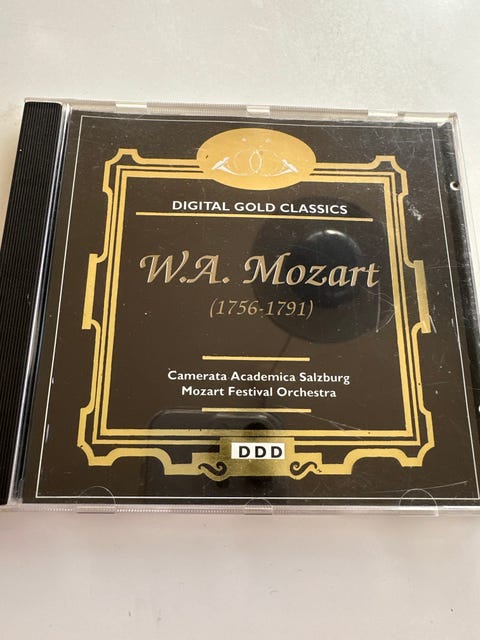 DIGITAL GOLD CLASSICS
W.A. Mozart
(1756-1791)
Camerata Academica Salzburg
Mozart Festival Orchestra
DDD